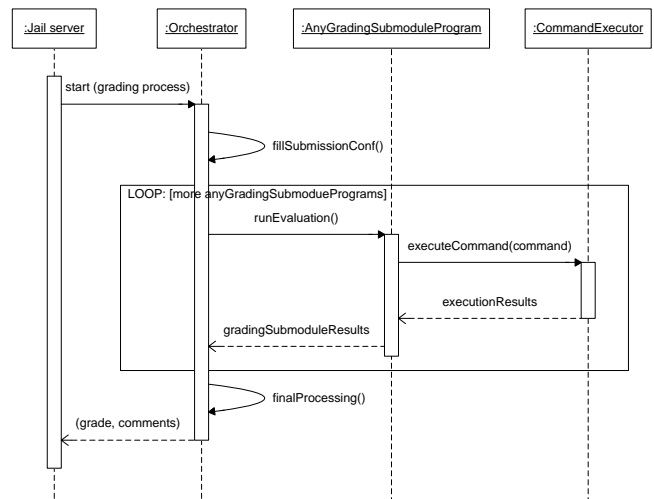 :Jail server
:Orchestrator
:AnyGradingSubmoduleProgram
:CommandExecutor
start (grading process)
fillSubmissionConf()
LOOP: [more anyGradingSubmoduePrograms]
runEvaluation()
executeCommand(command)
executionResults
gradingSubmoduleResults
finalProcessing()
(grade, comments)